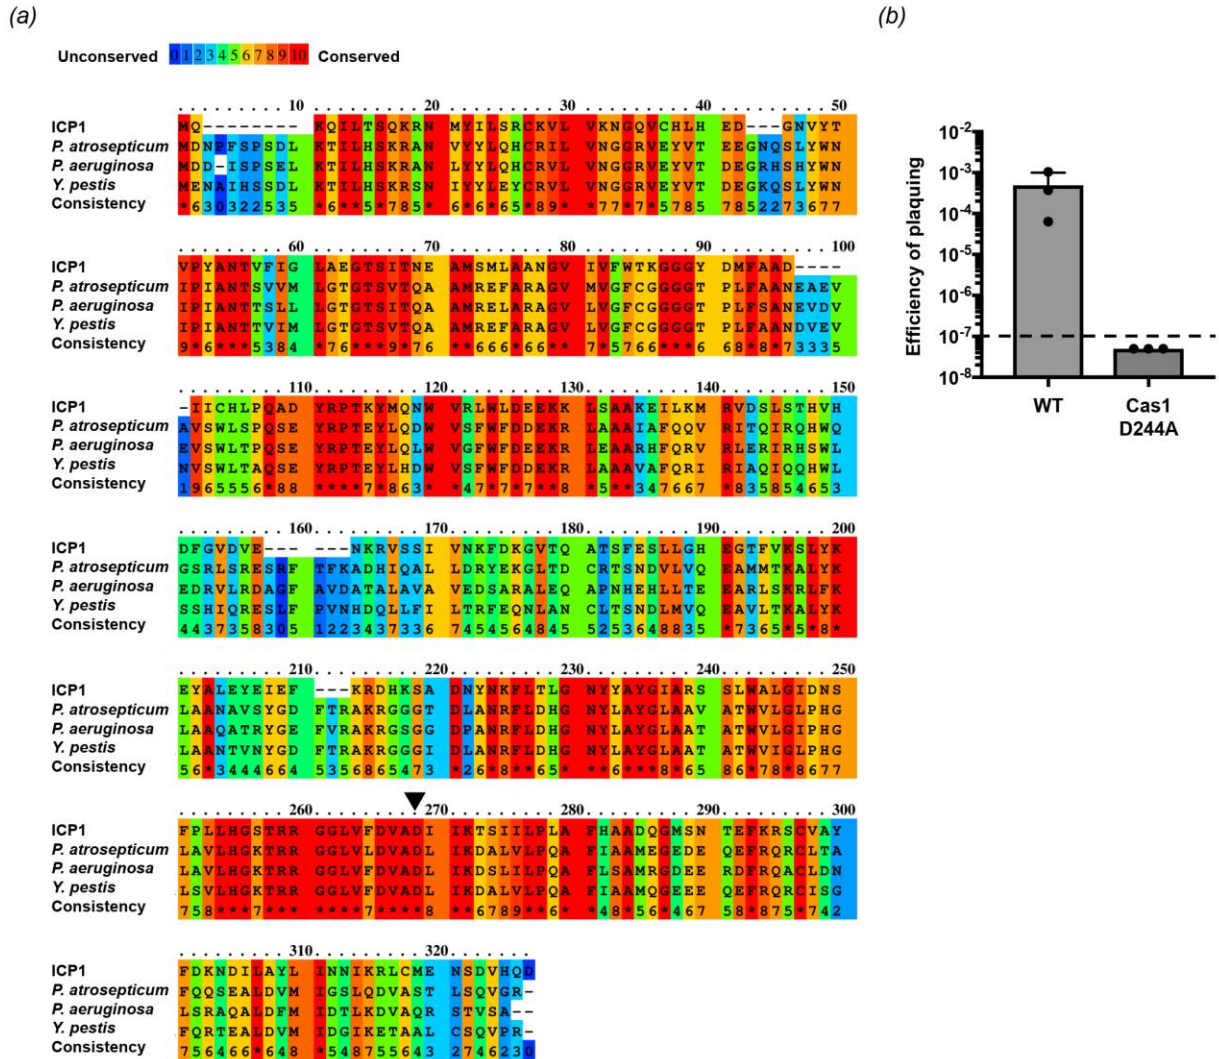 (a)
Unconserved 0 1 2 3 4 5 6 7 8 9 10 Conserved
. . . . . . . . . 10 . . . . . . . . . 20 . . . . . . . . . 30 . . . . . . . . . 40 . . . . . . . . . 50
ICP1 MQ-------- KQILTSQKRN MYILSRCKVL VKNGQVCHLH ED---GNVYT
P. atrosepticum MDNPFSPSDL KTILHSKRAN VYYLQHCRIL VNGGRVEYVT EEGNQSLYWN
P. aeruginosa MDD-ISPSEL KTILHSKRAN LYYLQHCRVL VNGGRVEYVT DEGRHSHYWN
Y. pestis MENAIHSSDL KTILHSKRSN IYYLEYCRVL VNGGRVEYVT DEGKQSLYWN
Consistency *630322535 *6**5*785* 6*6*65*89* *77*7*5785 7852273677
. . . . . . . . . 60 . . . . . . . . . 70 . . . . . . . . . 80 . . . . . . . . . 90 . . . . . . . . . 100
ICP1 VPYANTVFIG LAEGTSITNE AMSMLAANGV IVFWTKGGGY DMFAAD----
P. atrosepticum IPIANTSVVM LGTGTSVTQA AMREFARAGV MVGFCGGGGT PLFAANEAEV
P. aeruginosa IPIANTTSLL LGTGTSITQA AMREFARAGV LVGFCGGGGT PLFAANEVDV
Y. pestis IPIANTTVIM LGTGTSVTQA AMREFARAGV LVGFCGGGGT PLFSANDVEV
Consistency 9*6***5384 *76***9*76 **666*66** 7*5766***6 68*8*73335
. . . . . . . . . 110 . . . . . . . . . 120 . . . . . . . . . 130 . . . . . . . . . 140 . . . . . . . . . 150
ICP1 -IICHLPQAD YRPTKYMQNW VRLWLDEEKK LSAAKEILKM RVDSLSTHVH
P. atrosepticum AVSWLSPQSE YRPTEYLQDW VSFWFDDEKR LAAAIAFQQV RITQIRQHWQ
P. aeruginosa EVSWLTPQSE YRPTEYLQLW VGFWFDDEKR LAEARHFQRV RLERIRHSWL
Y. pestis NVSWLTAQSE YRPTEYLHDW VSFWFDDEKR LAAAVAFQRI RIAQIQQHWL
Consistency 1965556*88 ****7*863* *47*7*7**8 *5**347667 *835854653
. . . . . . . . . 160 . . . . . . . . . 170 . . . . . . . . . 180 . . . . . . . . . 190 . . . . . . . . . 200
ICP1 DFGVDVE--- ---NKRVSSI VNKFDKGVTQ ATSFESLLGH EGTFVKSLYK
P. atrosepticum GSRLSRESRF TFKADHIQAL LDRYEKGLTD CRTSNDVLVQ EAMMTKALYK
P. aeruginosa EDRVLRDAGF AVDATALAVA VEDSARALEQ APNHEHLLTE EARLSKRLFK
Y. pestis SSHIQRESLF PVNHDQLLFI LTRFEQNLAN CLTSNDLMVQ EAVLTKALYK
Consistency 4437358305 1223437336 7454564845 5253648835 *7365*5*8*
. . . . . . . . . 210 . . . . . . . . . 220 . . . . . . . . . 230 . . . . . . . . . 240 . . . . . . . . . 250
ICP1 EYALEYEIEF ---KRDHKSA DNYNKFLTLG NYYAYGIARS SLWALGIDNS
P. atrosepticum LAANAVSYGD FTRAKRGGGT DLANRFLDHG NYLAYGLAAV ATWVLGLPHG
P. aeruginosa LAAQATRYGE FVRAKRGSGG DPANRFLDHG NYLAYGLAAT ATWVLGIPHG
Y. pestis LAANTVNYGD FTRAKRGGGI DLANRFLDHG NYLAYGLAAT ATWVIGLPHG
Consistency 56*3444664 5356865473 *26*8**65* **6***8*65 86*78*8677
. . . . . . . . . 260 . . . . . . . . . 270 . . . . . . . . . 280 . . . . . . . . . 290 . . . . . . . . . 300
ICP1 FPLLHGSTRR GGLVFDVADI IKTSIILPLA FHAADQGMSN TEFKRSCVAY
P. atrosepticum LAVLHGKTRR GGLVLDVADL IKDALVLPQA FIAAMEGEDE QEFRQRCLTA
P. aeruginosa LAVLHGKTRR GGLVFDVADL IKDSLVLPQA FLSAMRGDEE RDFRQACLDN
Y. pestis LSVLHGKTRR GGLVFDVADL IKDALVLPQA FIAAMQGEEE QEFRQRCISG
Consistency 758***7*** ****7****8 **6789**6* *48*56*467 58*875*742
. . . . . . . . . 310 . . . . . . . . . 320 . . . . . . .
ICP1 FDKNDILAYL INNIKRLCME NSDVHQD
P. atrosepticum FQQSEALDVM IGSLQDVAST LSQVGR-
P. aeruginosa LSRAQALDFM IDTLKDVAQR STVSA--
Y. pestis FQRTEALDVM IDGIKETAAL CSQVPR-
Consistency 756466*648 *548755643 2746230
(b)
Efficiency of plaquing
10-2
10-3
10-4
10-5
10-6
10-7
10-8
WT
Cas1
D244A